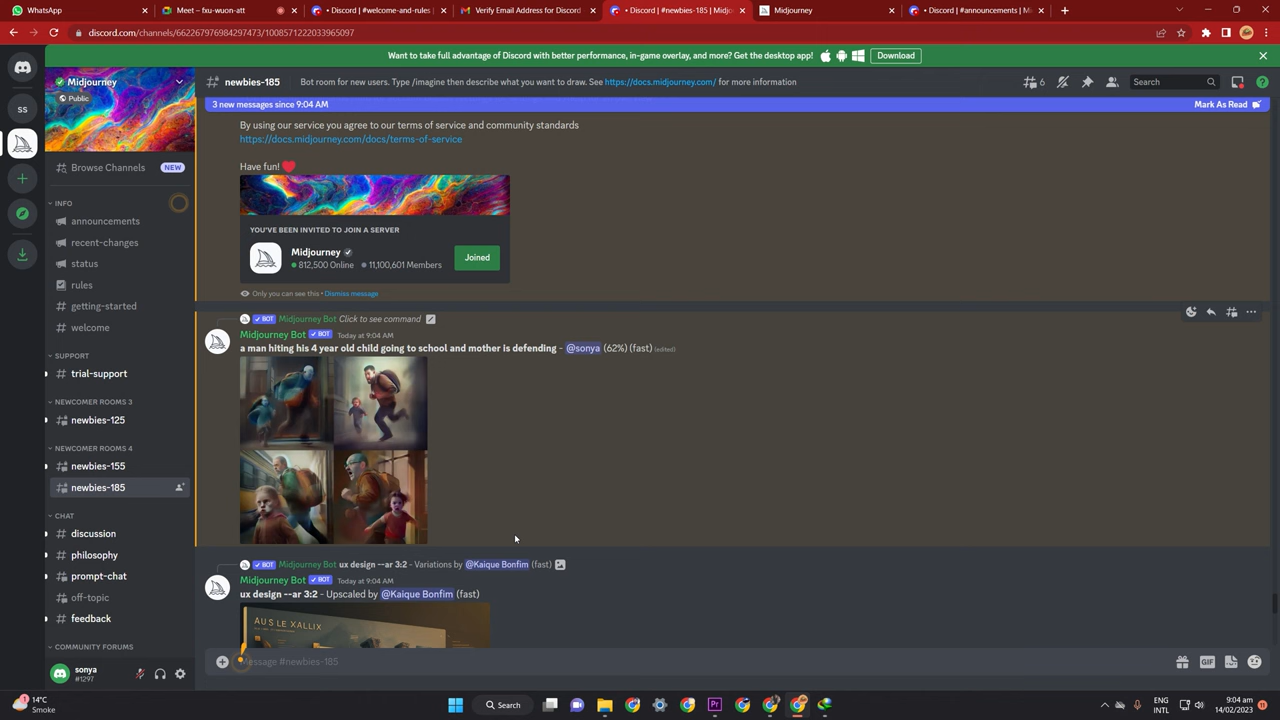 WhatsApp
Meet – fxu-wuon-att
• Discord | #welcome-and-rules |
Verify Email Address for Discord
• Discord | #newbies-185 | Midjo
Midjourney
• Discord | #announcements | M
discord.com/channels/662267976984297473/1008571222033965097
Want to take full advantage of Discord with better performance, in-game overlay, and more? Get the desktop app!
Download
Midjourney
Public
newbies-185
Bot room for new users. Type /imagine then describe what you want to draw. See https://docs.midjourney.com/ for more information
6
Search
3 new messages since 9:04 AM
Mark As Read
SS
Browse Channels
NEW
INFO
announcements
recent-changes
status
rules
getting-started
welcome
SUPPORT
trial-support
NEWCOMER ROOMS 3
newbies-125
NEWCOMER ROOMS 4
newbies-155
newbies-185
CHAT
discussion
philosophy
prompt-chat
off-topic
feedback
COMMUNITY FORUMS
sonya
#1297
By using our service you agree to our terms of service and community standards
https://docs.midjourney.com/docs/terms-of-service
Have fun!
YOU'VE BEEN INVITED TO JOIN A SERVER
Midjourney
812,500 Online
11,100,601 Members
Joined
Only you can see this • Dismiss message
BOT Midjourney Bot Click to see command
Midjourney Bot BOT Today at 9:04 AM
a man hiting his 4 year old child going to school and mother is defending - @sonya (62%) (fast) (edited)
BOT Midjourney Bot ux design --ar 3:2 - Variations by @Kaique Bonfim (fast)
Midjourney Bot BOT Today at 9:04 AM
ux design --ar 3:2 - Upscaled by @Kaique Bonfim (fast)
AUS LE XALLIX
Message #newbies-185
GIF
14°C
Smoke
Search
Pr
ENG
INTL
9:04 am
14/02/2023